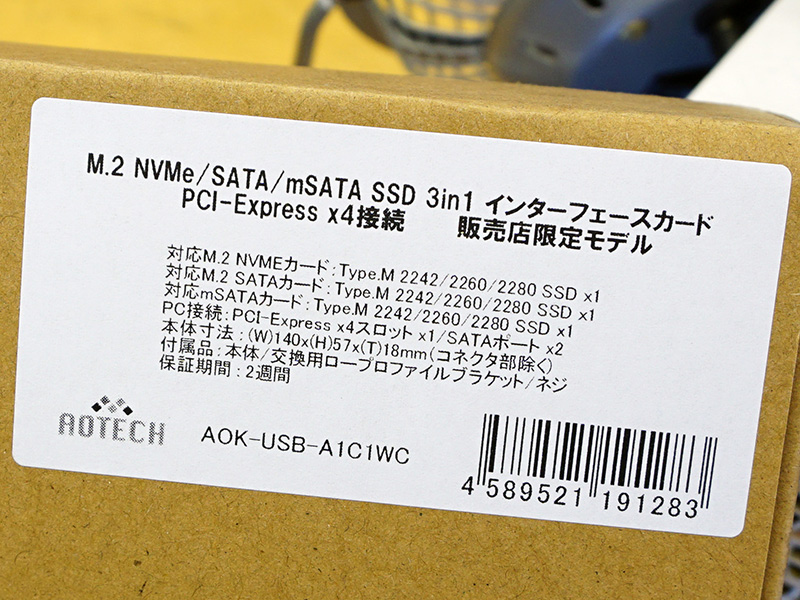 M.2 NVMe/SATA/mSATA SSD 3in1 インターフェースカード
PCI-Express x4接続 販売店限定モデル
対応M.2 NVMEカード:Type.M 2242/2260/2280 SSD x1
対応M.2 SATAカード:Type.M 2242/2260/2280 SSD x1
対応mSATAカード:Type.M 2242/2260/2280 SSD x1
PC接続:PCI-Express x4スロット x1/SATAポート x2
本体寸法:(W)140x(H)57x(T)18mm(コネクタ部除く)
付属品:本体/交換用ロープロファイルブラケット/ネジ
保証期間:2週間
AOTECH
AOK-USB-A1C1WC
4 589521 191283